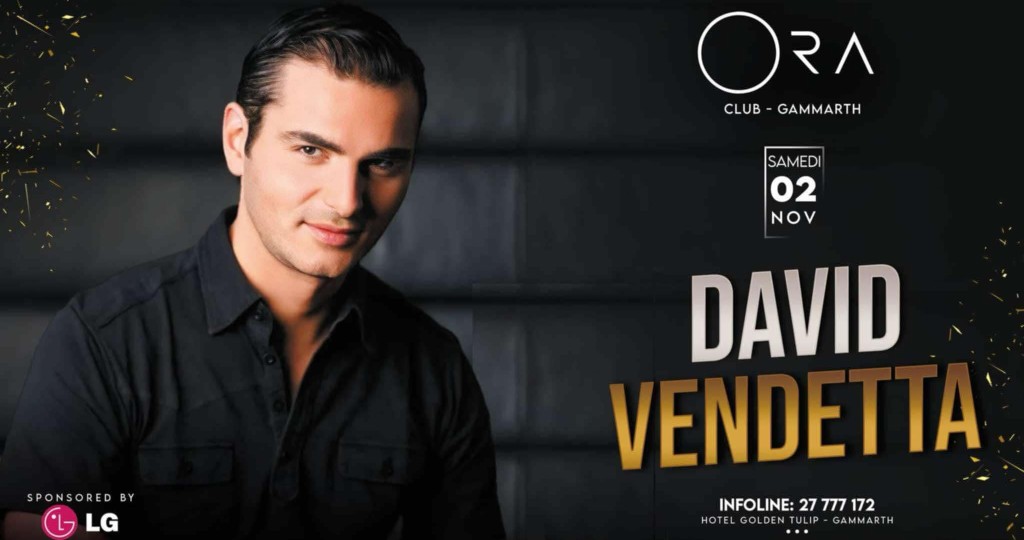 ORA
CLUB - GAMMARTH
SAMEDI
02
NOV
DAVID
VENDETTA
INFOLINE: 27 777 172
HOTEL GOLDEN TULIP - GAMMARTH
SPONSORED BY
LG